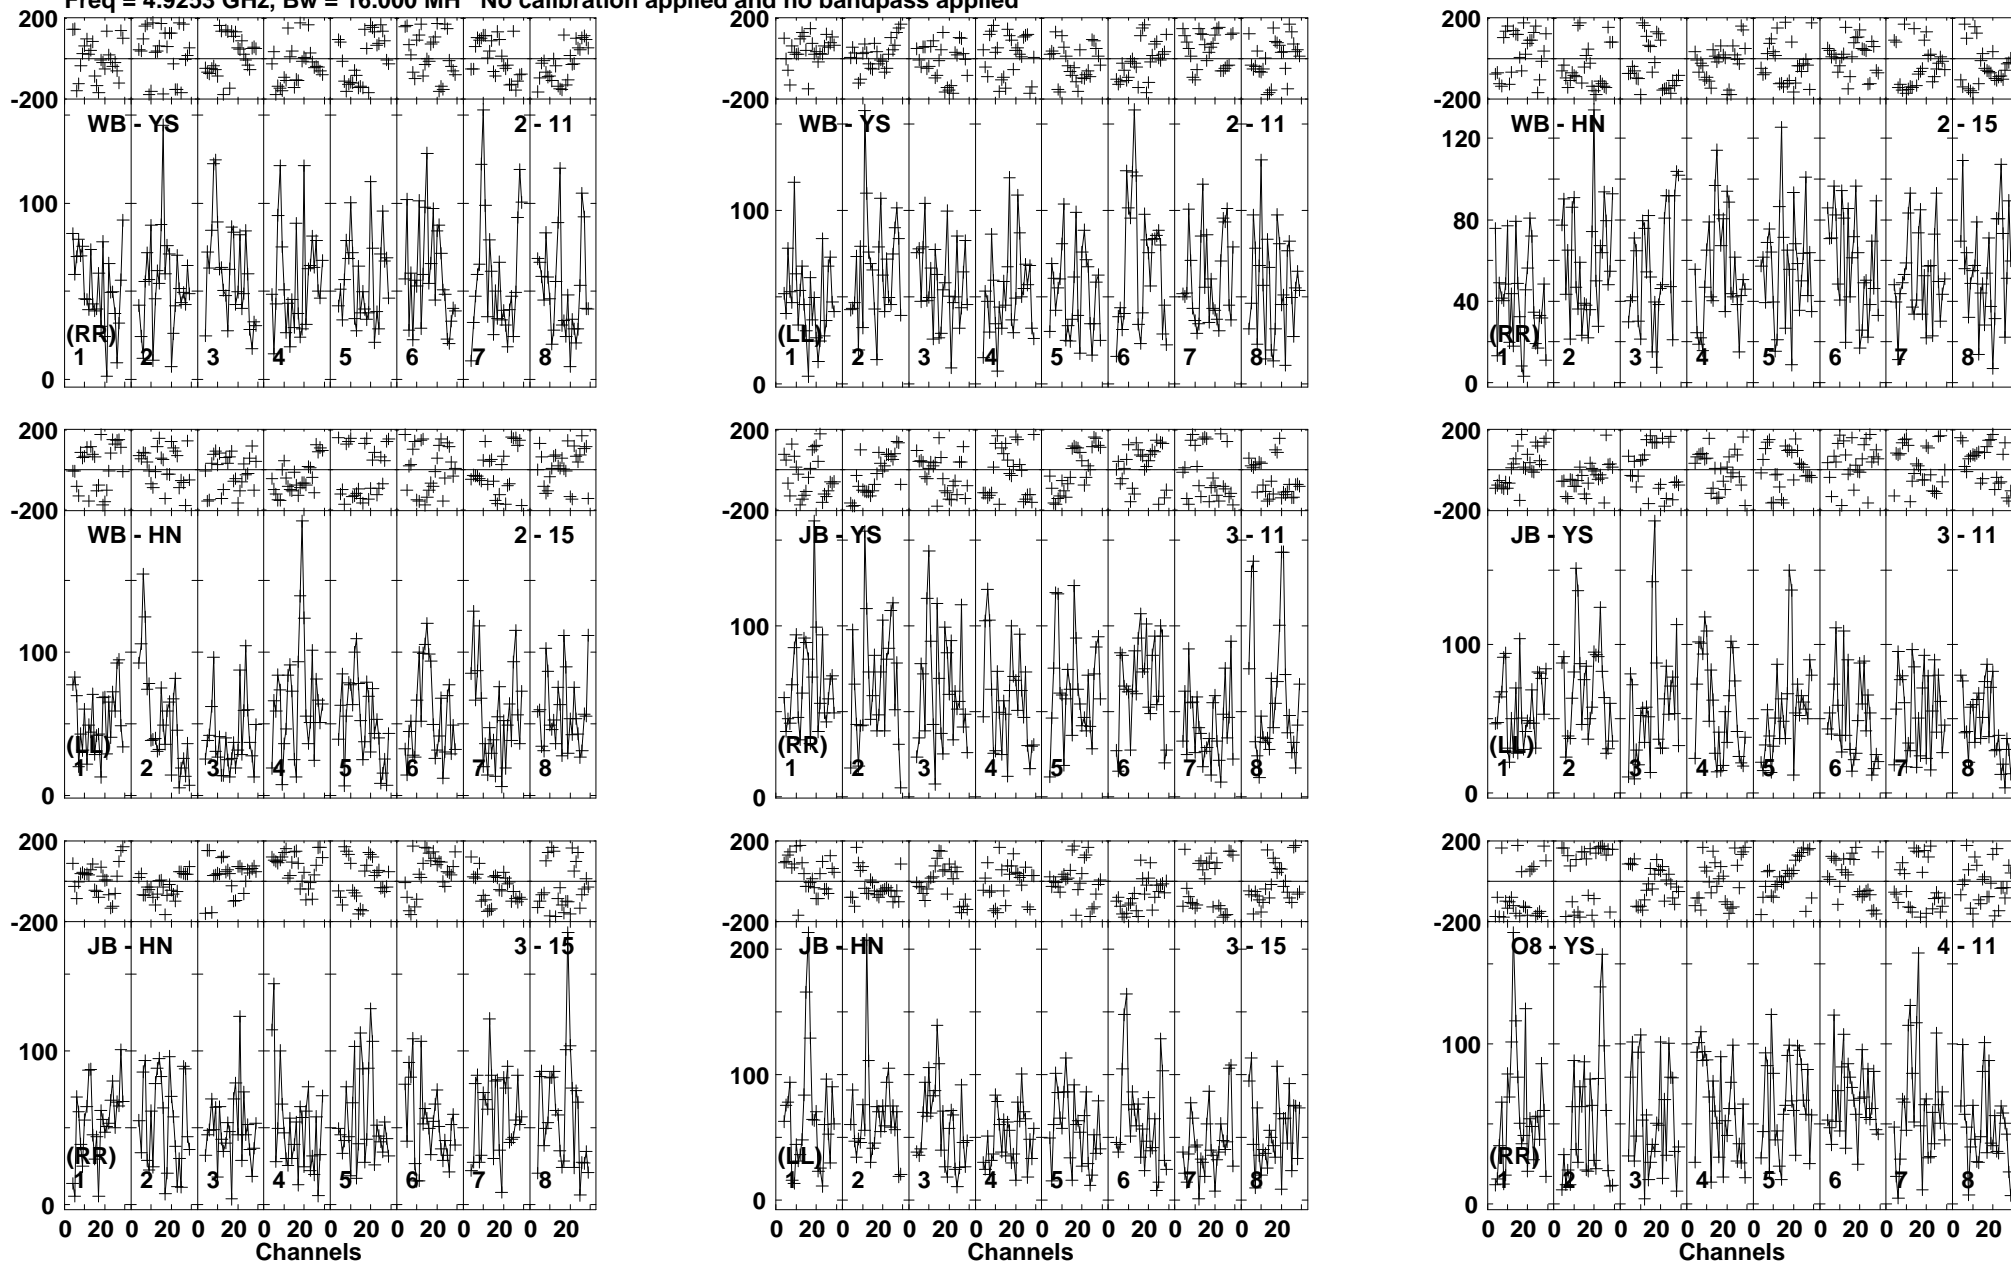 Freq = 4.9253 GHz, Bw = 16.000 MH No calibration applied and no bandpass applied
200 200 200
-200 -200 -200
WB - YS 2 - 11 WB - YS 2 - 11 WB - HN 2 - 15
120
100 100 80
40
(RR) (LL) (RR)
1 2 3 4 5 6 7 8 1 2 3 4 5 6 7 8 1 2 3 4 5 6 7 8
0 0 0
200 200 200
-200 -200 -200
WB - HN 2 - 15 JB - YS 3 - 11 JB - YS 3 - 11
100 100 100
(LL) (RR) (LL)
1 2 3 4 5 6 7 8 1 2 3 4 5 6 7 8 1 2 3 4 5 6 7 8
0 0 0
200 200 200
-200 -200 -200
JB - HN 3 - 15 JB - HN 3 - 15 O8 - YS 4 - 11
200
100 100 100
(RR) (LL) (RR)
1 2 3 4 5 6 7 8 1 2 3 4 5 6 7 8 1 2 3 4 5 6 7 8
0 0 0
0 20 0 20 0 20 0 20 0 20 0 20 0 20 0 20 0 20 0 20 0 20 0 20 0 20 0 20 0 20 0 20 0 20 0 20 0 20 0 20 0 20 0 20 0 20 0 20
Channels Channels Channels